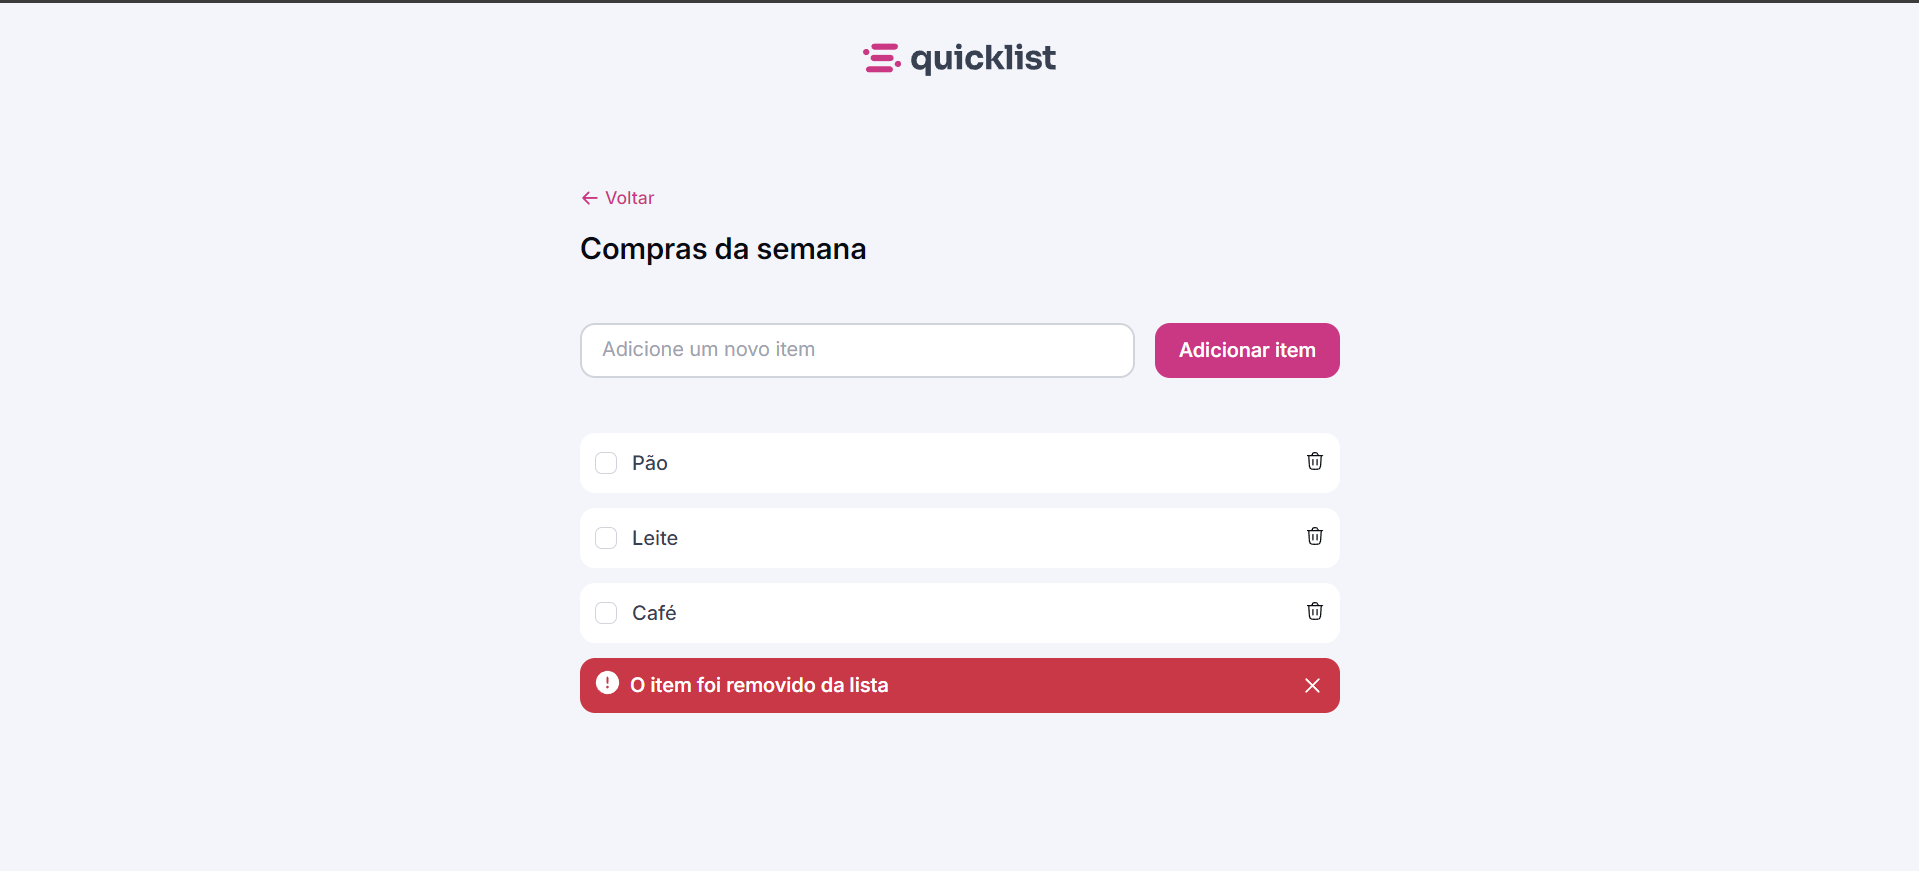 quicklist
Voltar
Compras da semana
Adicione um novo item
Adicionar item
Pão
Leite
Café
O item foi removido da lista